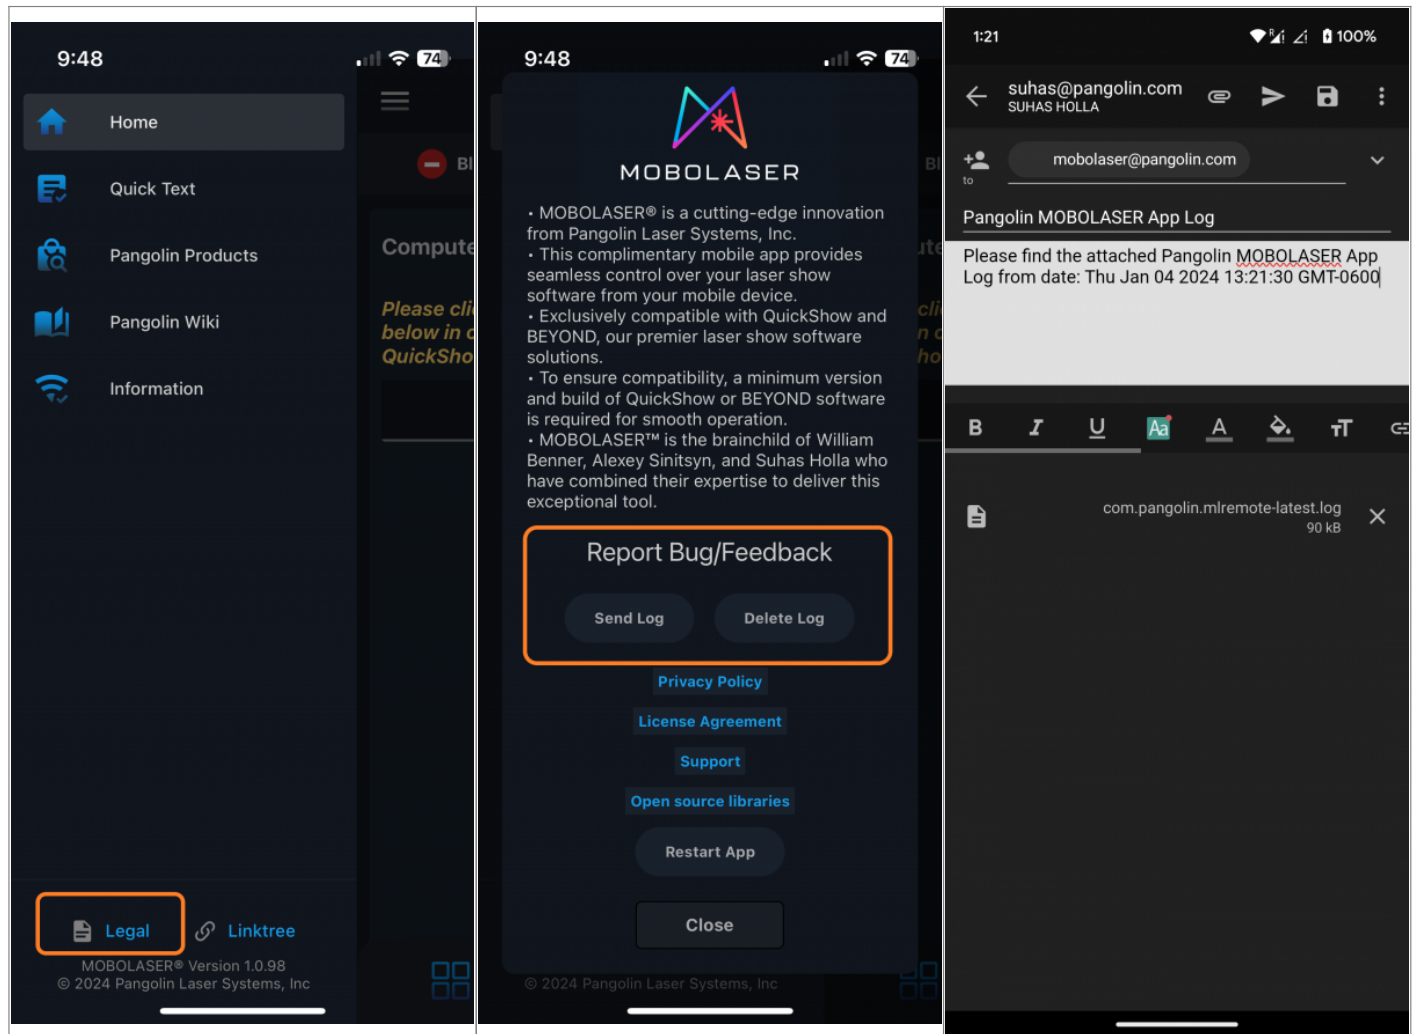 9:48
74
Home
Quick Text
Pangolin Products
Pangolin Wiki
Information
Legal
Linktree
MOBOLASER® Version 1.0.98
© 2024 Pangolin Laser Systems, Inc
Bl
Compute
Please cli
below in c
QuickSho
9:48
74
MOBOLASER
• MOBOLASER® is a cutting-edge innovation
from Pangolin Laser Systems, Inc.
• This complimentary mobile app provides
seamless control over your laser show
software from your mobile device.
• Exclusively compatible with QuickShow and
BEYOND, our premier laser show software
solutions.
• To ensure compatibility, a minimum version
and build of QuickShow or BEYOND software
is required for smooth operation.
• MOBOLASER™ is the brainchild of William
Benner, Alexey Sinitsyn, and Suhas Holla who
have combined their expertise to deliver this
exceptional tool.
Report Bug/Feedback
Send Log
Delete Log
Privacy Policy
License Agreement
Support
Open source libraries
Restart App
Close
© 2024 Pangolin Laser Systems, Inc
1:21
100%
suhas@pangolin.com
SUHAS HOLLA
to
mobolaser@pangolin.com
Pangolin MOBOLASER App Log
Please find the attached Pangolin MOBOLASER App
Log from date: Thu Jan 04 2024 13:21:30 GMT-0600
B I U Aa A TT
com.pangolin.mlremote-latest.log
90 kB